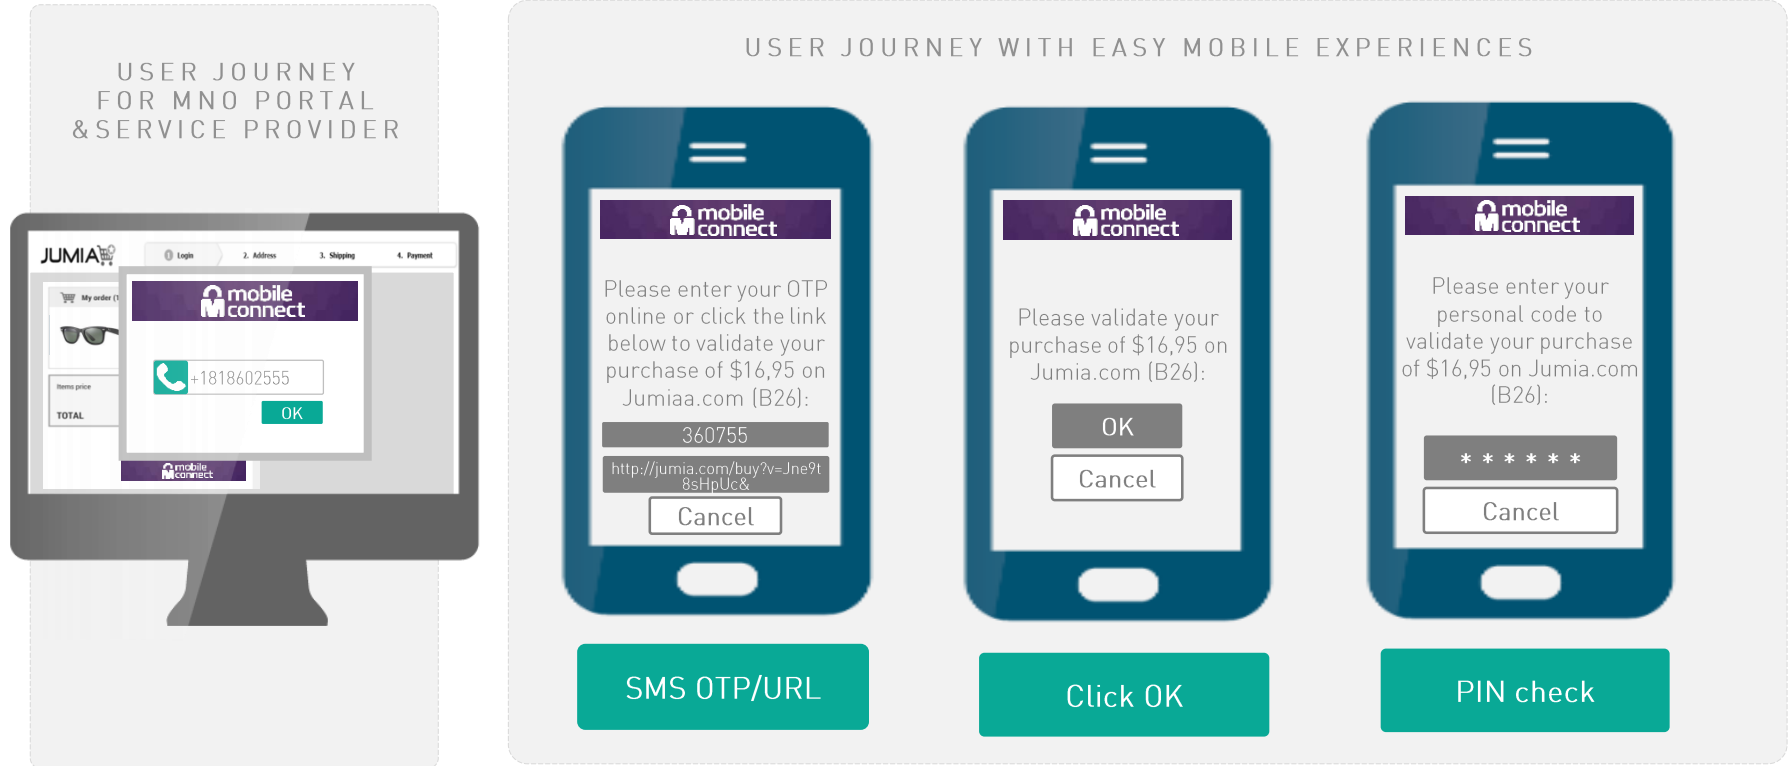 USER JOURNEY
FOR MNO PORTAL
&SERVICE PROVIDER
JUMIA
1 Login
2. Address
3. Shipping
4. Payment
My order (1
mobile
connect
+1818602555
OK
Items price
TOTAL
mobile
connect
USER JOURNEY WITH EASY MOBILE EXPERIENCES
mobile
connect
Please enter your OTP
online or click the link
below to validate your
purchase of $16,95 on
Jumiaa.com (B26):
360755
http://jumia.com/buy?v=Jne9t
8sHpUc&
Cancel
SMS OTP/URL
mobile
connect
Please validate your
purchase of $16,95 on
Jumia.com (B26):
OK
Cancel
Click OK
mobile
connect
Please enter your
personal code to
validate your purchase
of $16,95 on Jumia.com
(B26):
* * * * * *
Cancel
PIN check